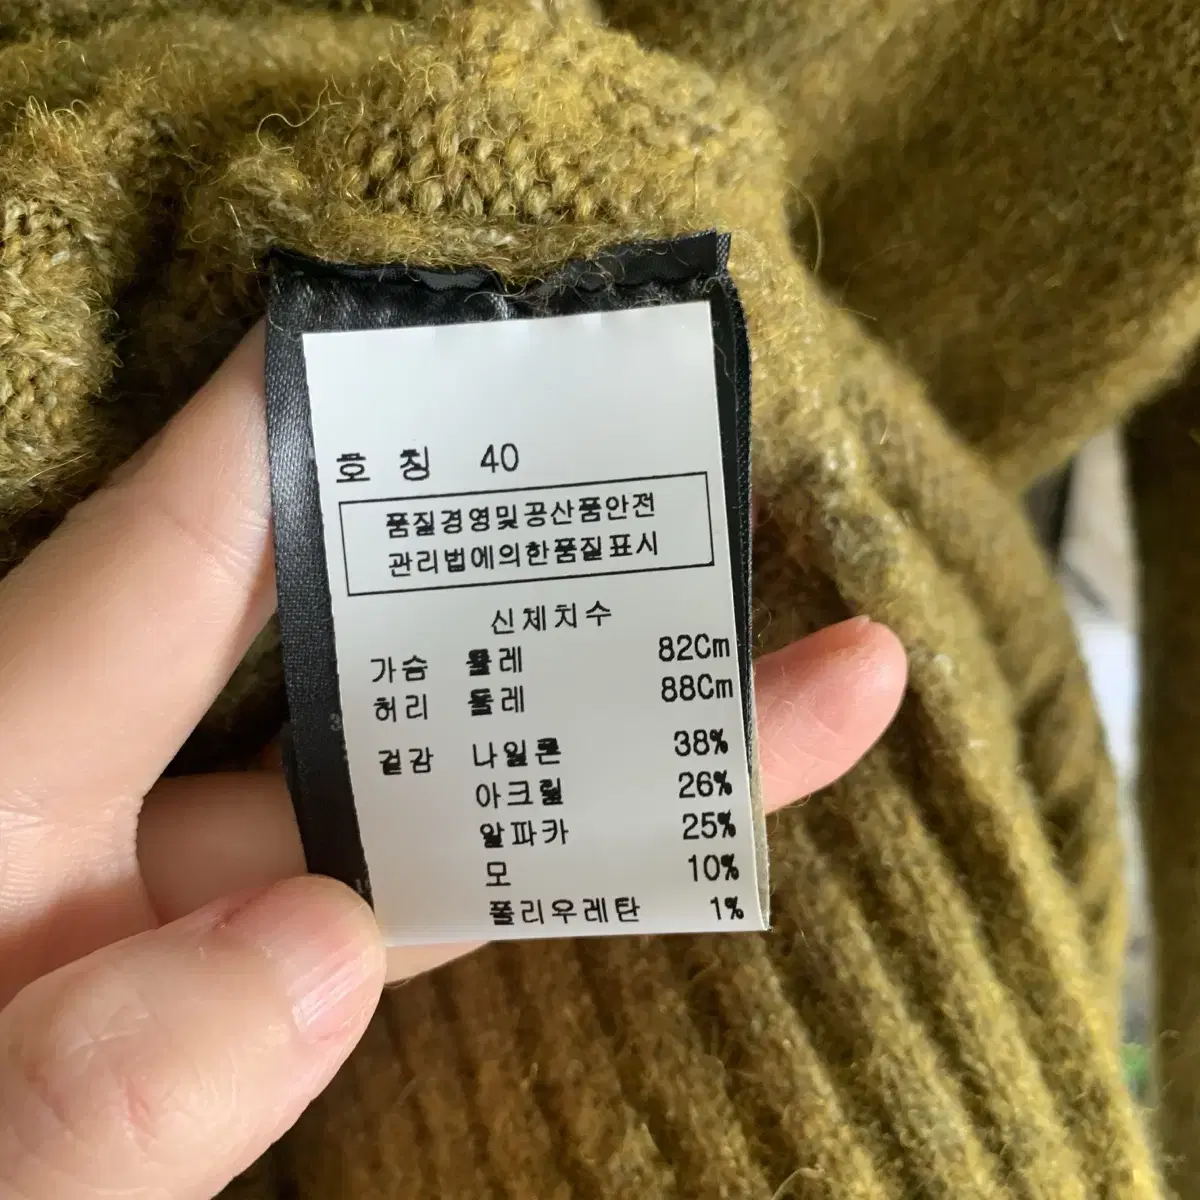 호 칭 40
품질경영및공산품안전
관리법에의한품질표시
신체치수
가슴 둘레 82Cm
허리 둘레 88Cm
겉감 나일론 38%
아크릴 26%
알파카 25%
모 10%
폴리우레탄 1%